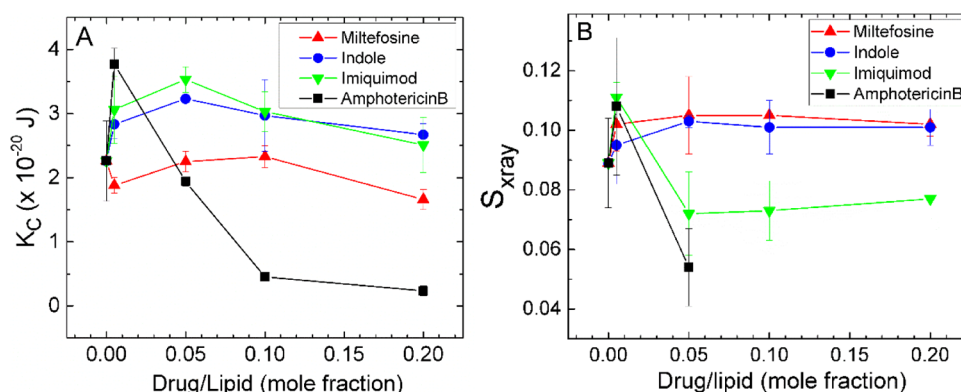 A
Miltefosine
Indole
Imiquimod
AmphotericinB
4
3
2
1
0
K_C (x 10^-20 J)
0.00 0.05 0.10 0.15 0.20
Drug/Lipid (mole fraction)
B
Miltefosine
Indole
Imiquimod
AmphotericinB
0.12
0.10
0.08
0.06
0.04
S_xray
0.00 0.05 0.10 0.15 0.20
Drug/lipid (mole fraction)